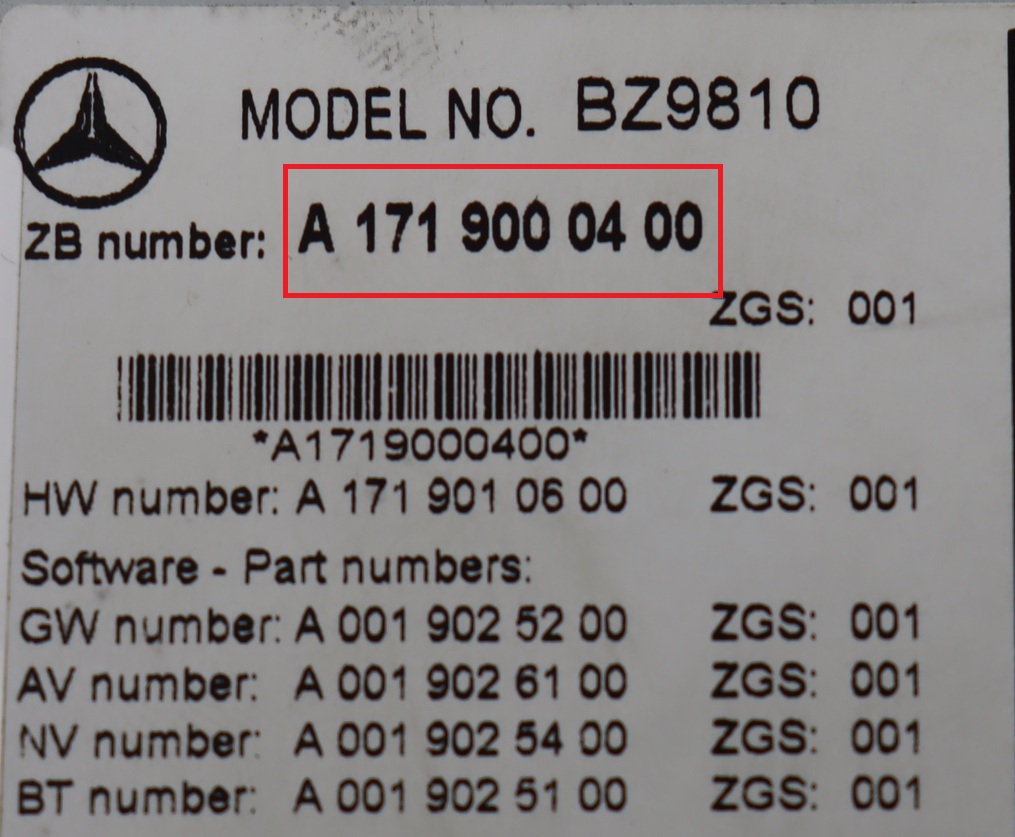 MODEL NO. BZ9810
ZB number: A 171 900 04 00
ZGS: 001
*A1719000400*
HW number: A 171 901 06 00 ZGS: 001
Software - Part numbers:
GW number: A 001 902 52 00 ZGS: 001
AV number: A 001 902 61 00 ZGS: 001
NV number: A 001 902 54 00 ZGS: 001
BT number: A 001 902 51 00 ZGS: 001